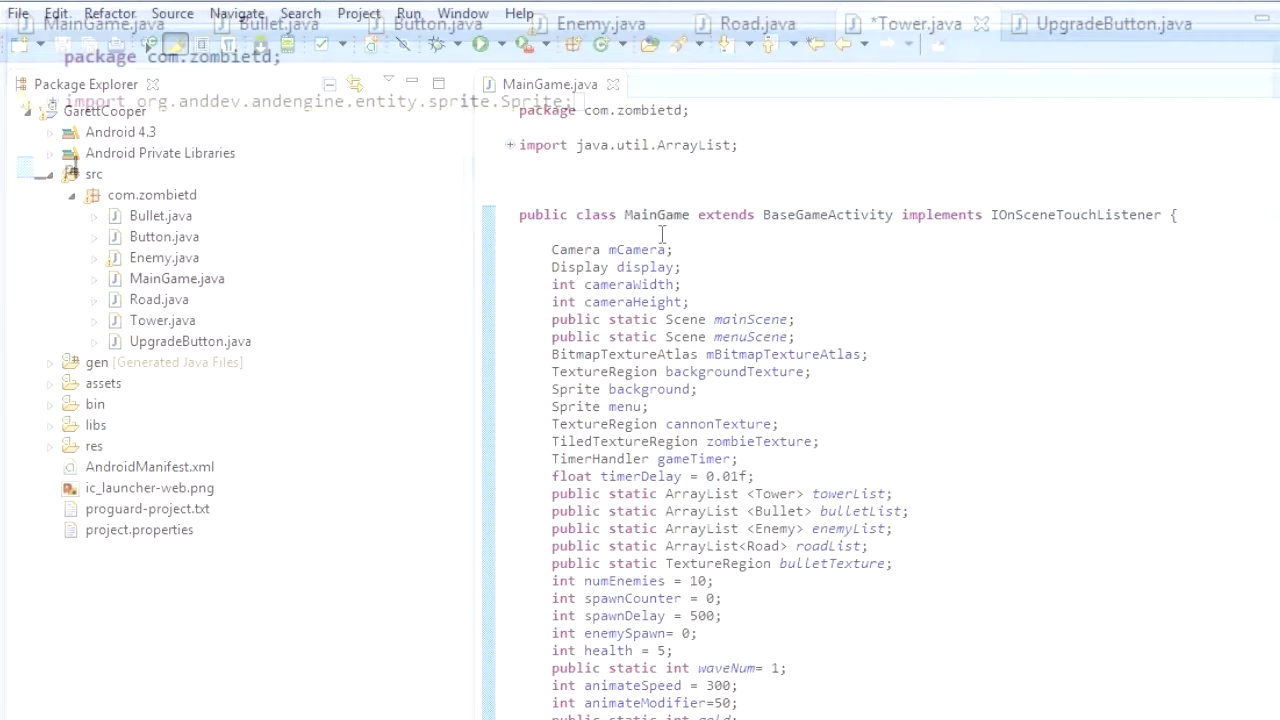 File Edit Refactor Source Navigate Search Project Run Window Help
MainGame.java Bullet.java Button.java Enemy.java Road.java *Tower.java UpgradeButton.java
package com.zombietd;
import org.anddev.andengine.entity.sprite.Sprite;
Package Explorer
GarettCooper
Android 4.3
Android Private Libraries
src
com.zombietd
Bullet.java
Button.java
Enemy.java
MainGame.java
Road.java
Tower.java
UpgradeButton.java
gen [Generated Java Files]
assets
bin
libs
res
AndroidManifest.xml
ic_launcher-web.png
proguard-project.txt
project.properties
MainGame.java
package com.zombietd;
import java.util.ArrayList;
public class MainGame extends BaseGameActivity implements IOnSceneTouchListener {
Camera mCamera;
Display display;
int cameraWidth;
int cameraHeight;
public static Scene mainScene;
public static Scene menuScene;
BitmapTextureAtlas mBitmapTextureAtlas;
TextureRegion backgroundTexture;
Sprite background;
Sprite menu;
TextureRegion cannonTexture;
TiledTextureRegion zombieTexture;
TimerHandler gameTimer;
float timerDelay = 0.01f;
public static ArrayList <Tower> towerList;
public static ArrayList <Bullet> bulletList;
public static ArrayList <Enemy> enemyList;
public static ArrayList<Road> roadList;
public static TextureRegion bulletTexture;
int numEnemies = 10;
int spawnCounter = 0;
int spawnDelay = 500;
int enemySpawn= 0;
int health = 5;
public static int waveNum= 1;
int animateSpeed = 300;
int animateModifier=50;
public static int gold;